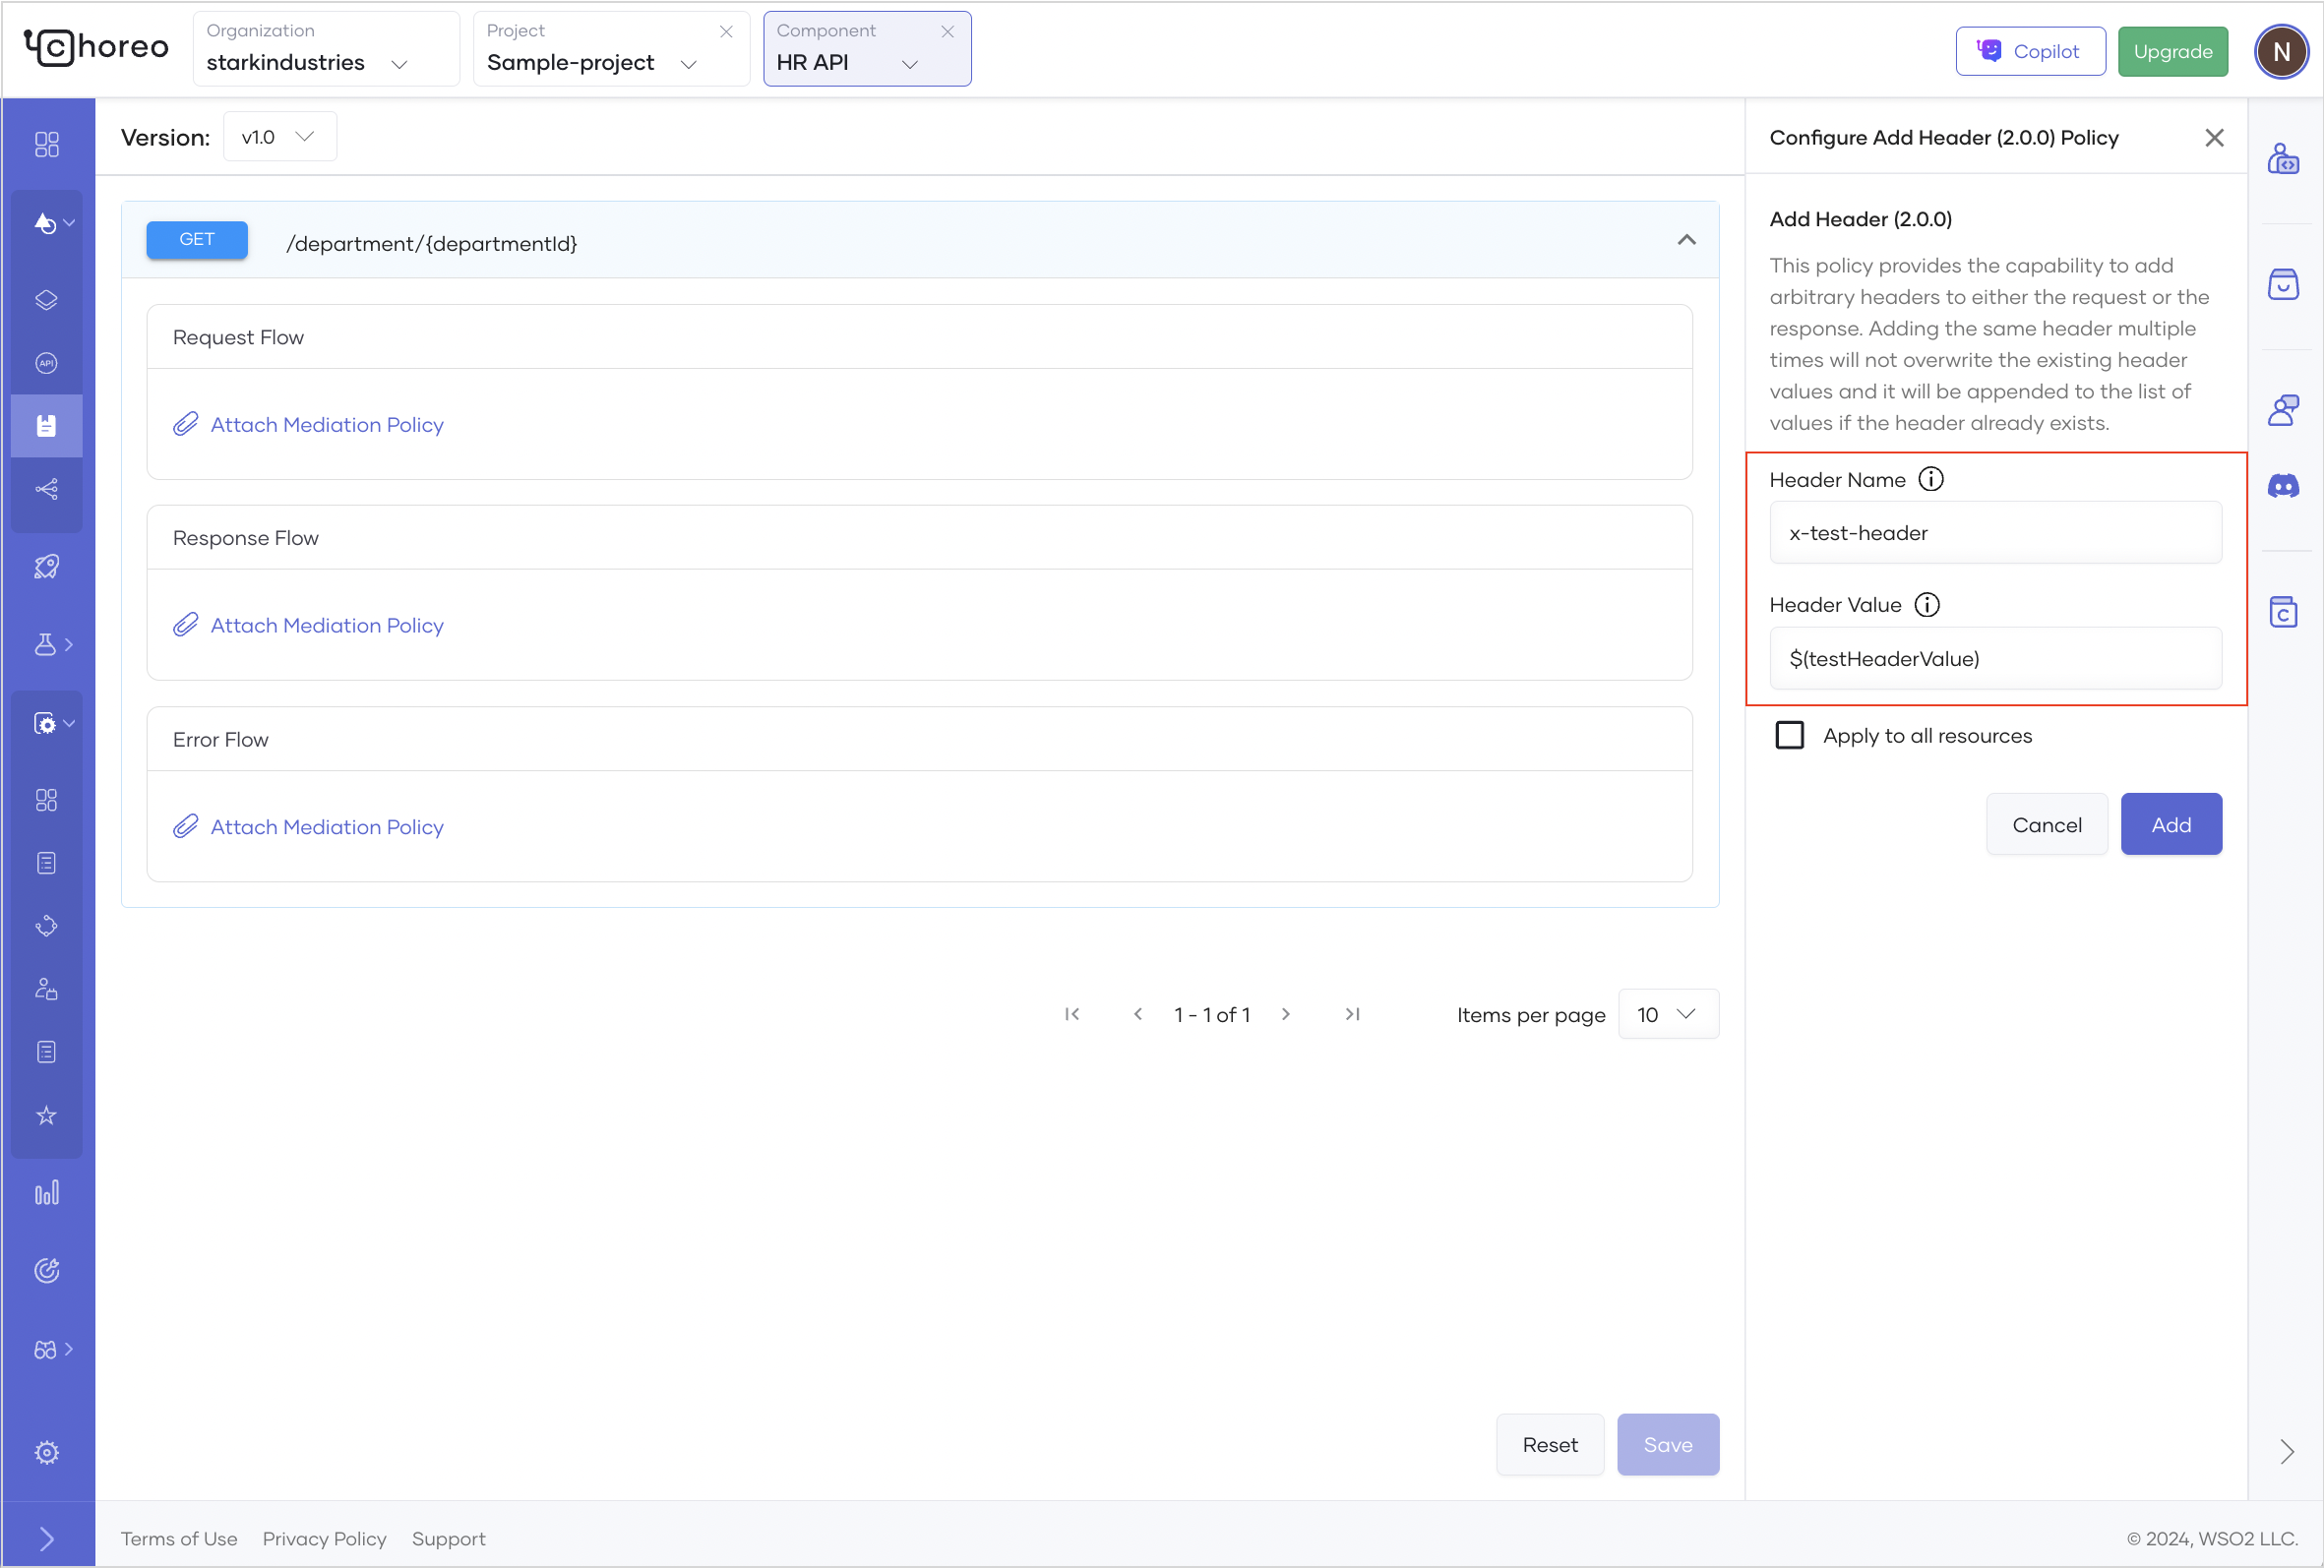 choreo
Organization
starkindustries
Project
Sample-project
Component
HR API
Copilot
Upgrade
N
Version:
v1.0
GET
/department/{departmentId}
Request Flow
Attach Mediation Policy
Response Flow
Attach Mediation Policy
Error Flow
Attach Mediation Policy
1 - 1 of 1
Items per page
10
Reset
Save
Configure Add Header (2.0.0) Policy
Add Header (2.0.0)
This policy provides the capability to add
arbitrary headers to either the request or the
response. Adding the same header multiple
times will not overwrite the existing header
values and it will be appended to the list of
values if the header already exists.
Header Name
x-test-header
Header Value
$(testHeaderValue)
Apply to all resources
Cancel
Add
API
C
Terms of Use
Privacy Policy
Support
© 2024, WSO2 LLC.